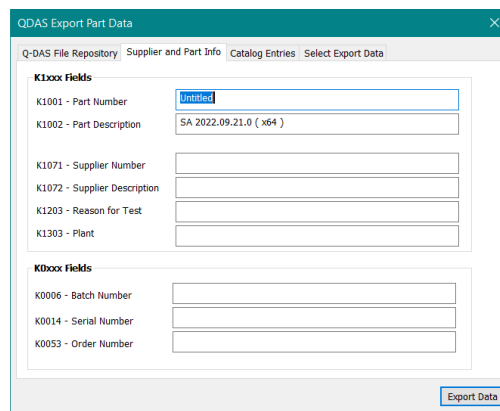 QDAS Export Part Data
Q-DAS File Repository Supplier and Part Info Catalog Entries Select Export Data
K1xxx Fields
K1001 - Part Number Untitled
K1002 - Part Description SA 2022.09.21.0 ( x64 )
K1071 - Supplier Number
K1072 - Supplier Description
K1203 - Reason for Test
K1303 - Plant
K0xxx Fields
K0006 - Batch Number
K0014 - Serial Number
K0053 - Order Number
Export Data